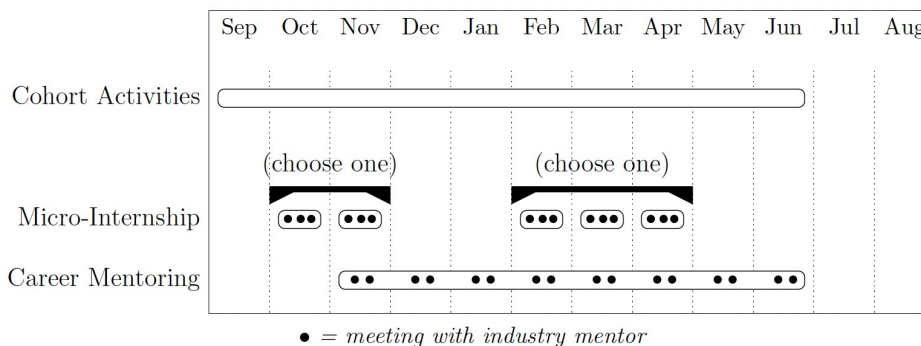 Sep Oct Nov Dec Jan Feb Mar Apr May Jun Jul Aug
Cohort Activities
(choose one) (choose one)
Micro-Internship
Career Mentoring
• = meeting with industry mentor